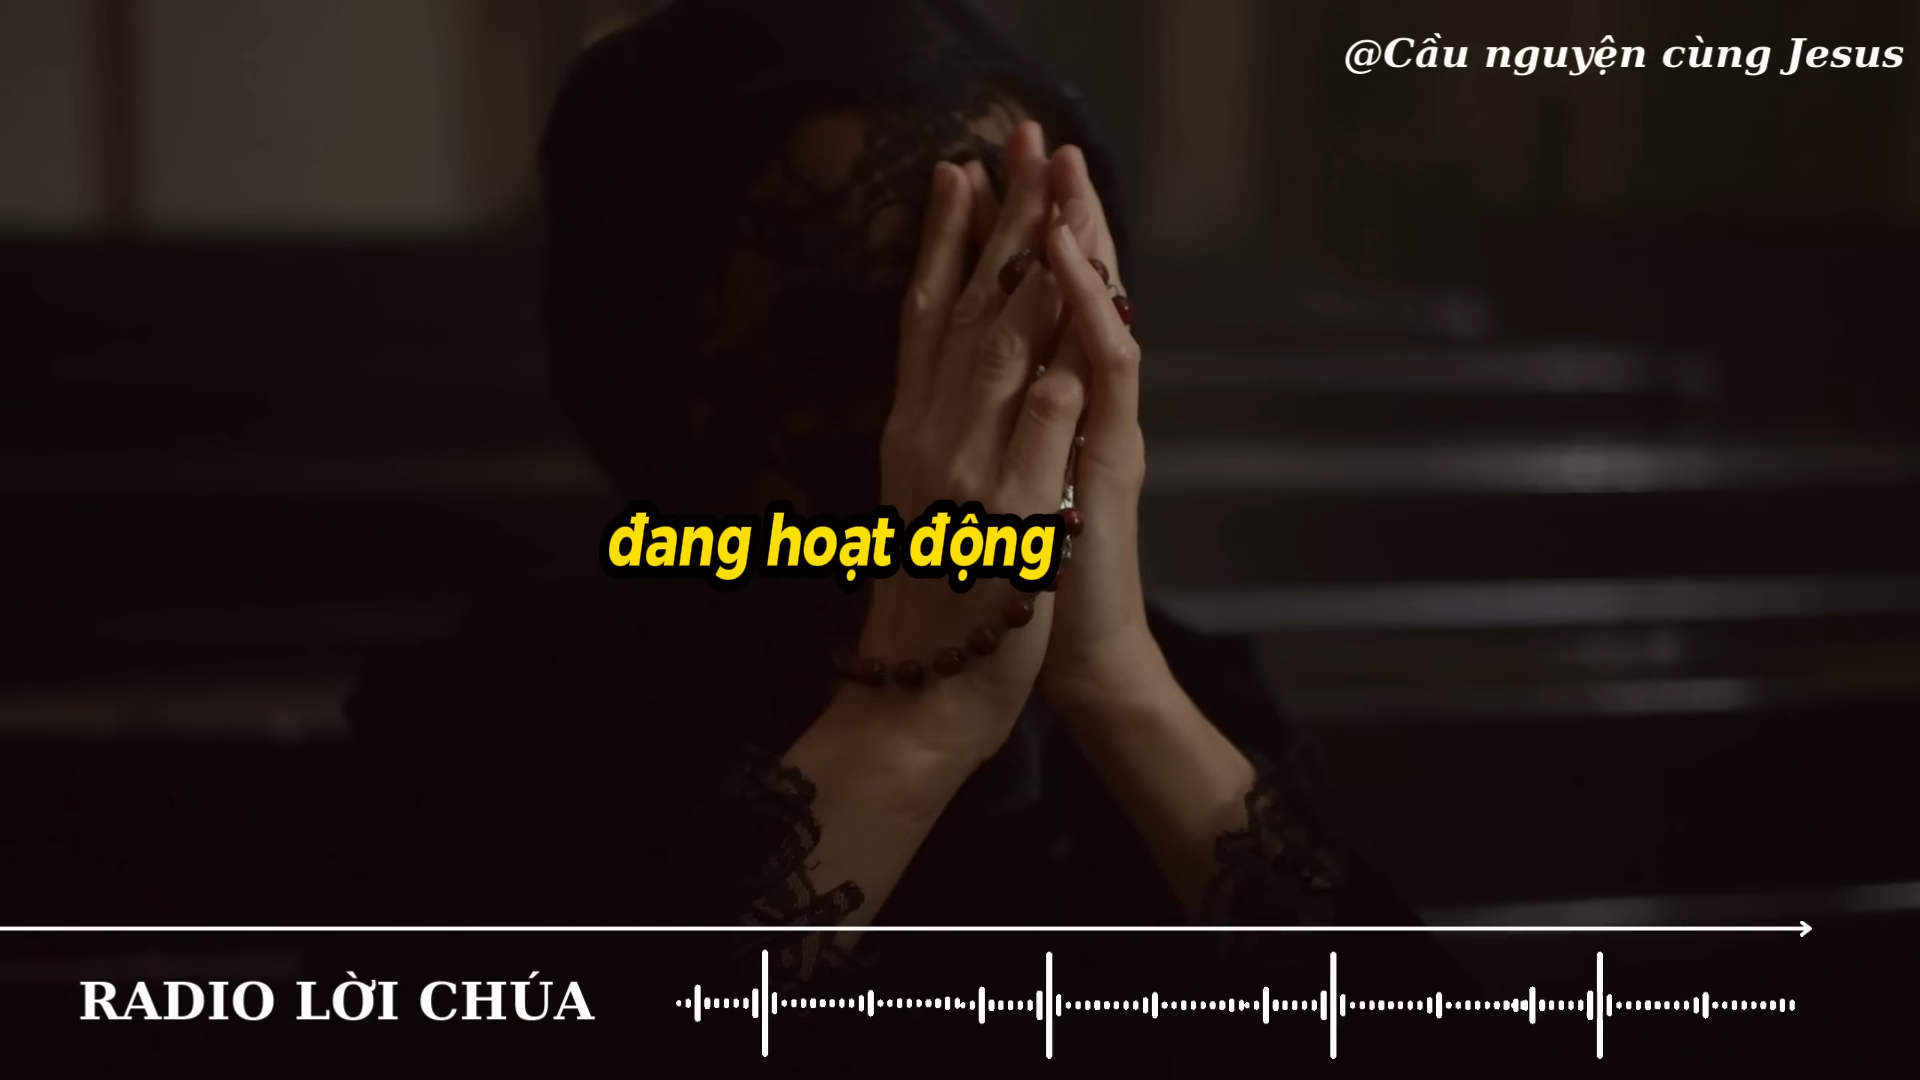 @Cầu nguyện cùng Jesus
đang hoạt động
RADIO LỜI CHÚA